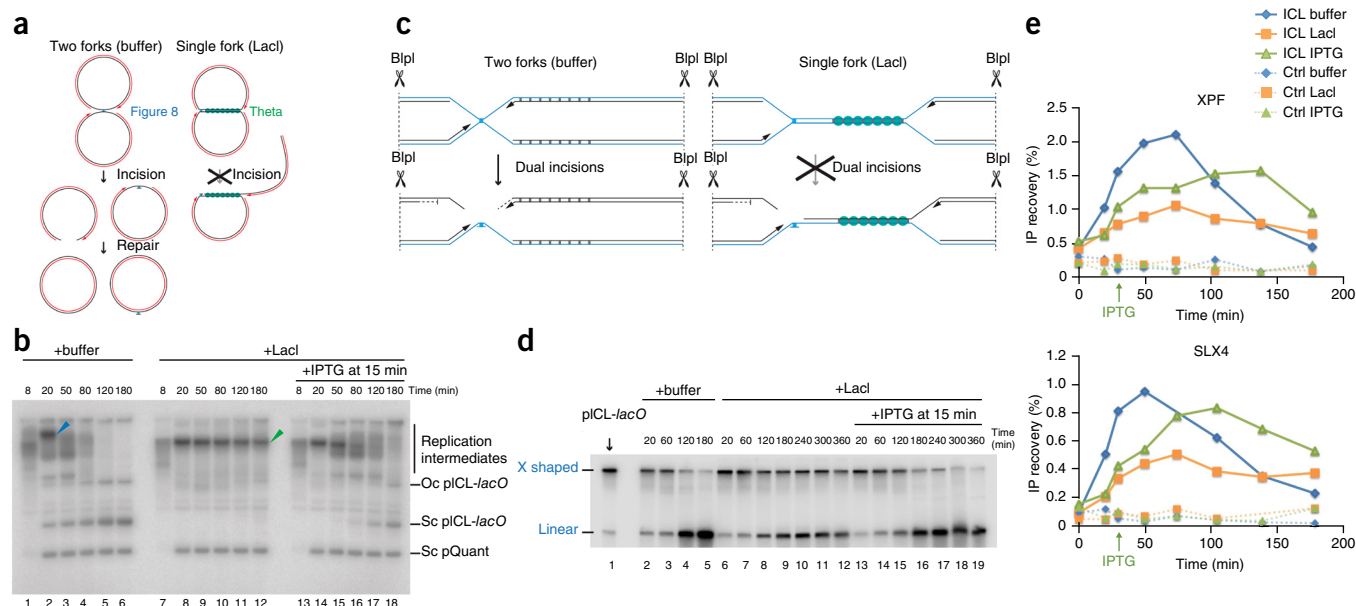 a
Two forks (buffer)
Single fork (LacI)
Figure 8
Theta
Incision
Incision
Repair
b
+buffer
+LacI
+IPTG at 15 min
8 20 50 80 120 180
8 20 50 80 120 180
8 20 50 80 120 180
Time (min)
Replication
intermediates
Oc pICL-lacO
Sc pICL-lacO
Sc pQuant
1 2 3 4 5 6 7 8 9 10 11 12 13 14 15 16 17 18
c
BlpI
Two forks (buffer)
BlpI
BlpI
Single fork (LacI)
BlpI
BlpI
Dual incisions
BlpI
BlpI
Dual incisions
BlpI
d
+buffer
+LacI
pICL-lacO
+IPTG at 15 min
20 60 120 180
20 60 120 180 240 300 360
20 60 120 180 240 300 360
Time
(min)
X shaped
Linear
1 2 3 4 5 6 7 8 9 10 11 12 13 14 15 16 17 18 19
e
ICL buffer
ICL LacI
ICL IPTG
Ctrl buffer
Ctrl LacI
Ctrl IPTG
XPF
IP recovery (%)
2.5
2.0
1.5
1.0
0.5
0
0 50 100 150 200
IPTG
Time (min)
SLX4
IP recovery (%)
1.2
1.0
0.8
0.6
0.4
0.2
0
0 50 100 150 200
IPTG
Time (min)